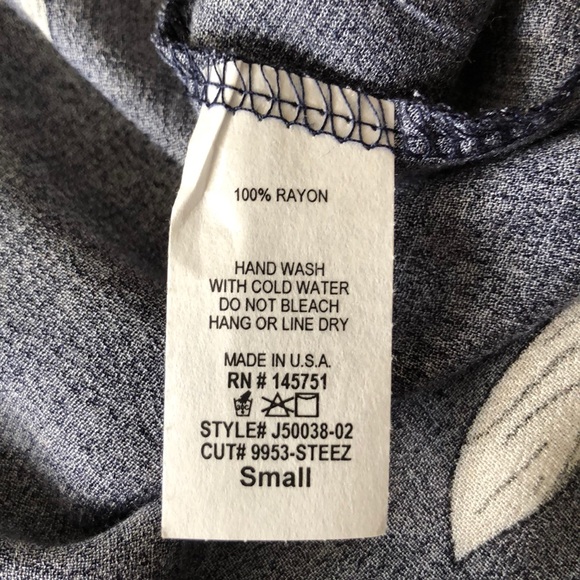 100% RAYON
HAND WASH
WITH COLD WATER
DO NOT BLEACH
HANG OR LINE DRY
MADE IN U.S.A.
RN # 145751
STYLE# J50038-02
CUT# 9953-STEEZ
Small